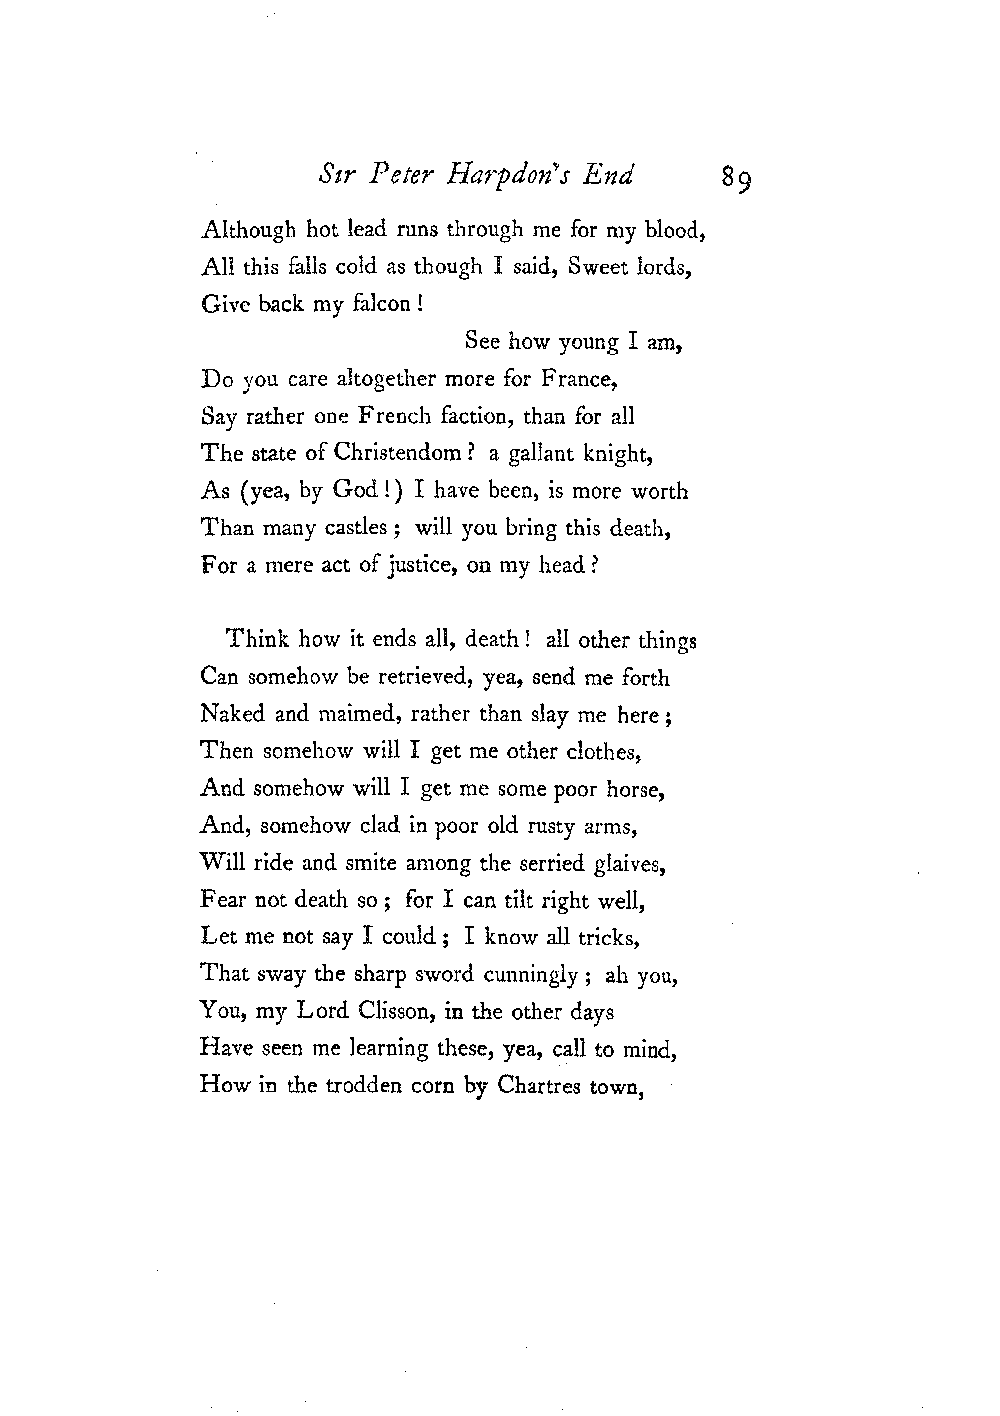 Sir Peter Harpdon's End 89
Although hot lead runs through me for my blood,
All this falls cold as though I said, Sweet lords,
Give back my falcon !
See how young I am,
Do you care altogether more for France,
Say rather one French faction, than for all
The state of Christendom ? a gallant knight,
As (yea, by God !) I have been, is more worth
Than many castles ; will you bring this death,
For a mere act of justice, on my head ?
Think how it ends all, death ! all other things
Can somehow be retrieved, yea, send me forth
Naked and maimed, rather than slay me here ;
Then somehow will I get me other clothes,
And somehow will I get me some poor horse,
And, somehow clad in poor old rusty arms,
Will ride and smite among the serried glaives,
Fear not death so ; for I can tilt right well,
Let me not say I could ; I know all tricks,
That sway the sharp sword cunningly ; ah you,
You, my Lord Clisson, in the other days
Have seen me learning these, yea, call to mind,
How in the trodden corn by Chartres town,